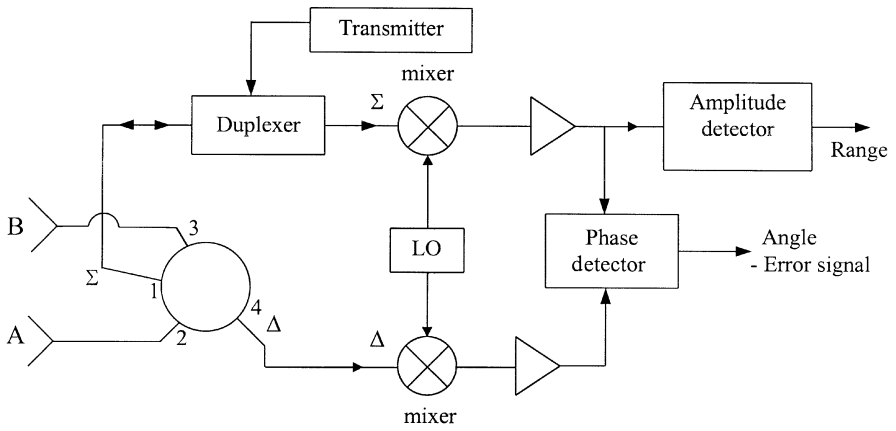 Transmitter
mixer
Σ
Duplexer
Amplitude
detector
Range
B
3
LO
Phase
detector
Angle
- Error signal
Σ
1
4
Δ
A
2
Δ
mixer